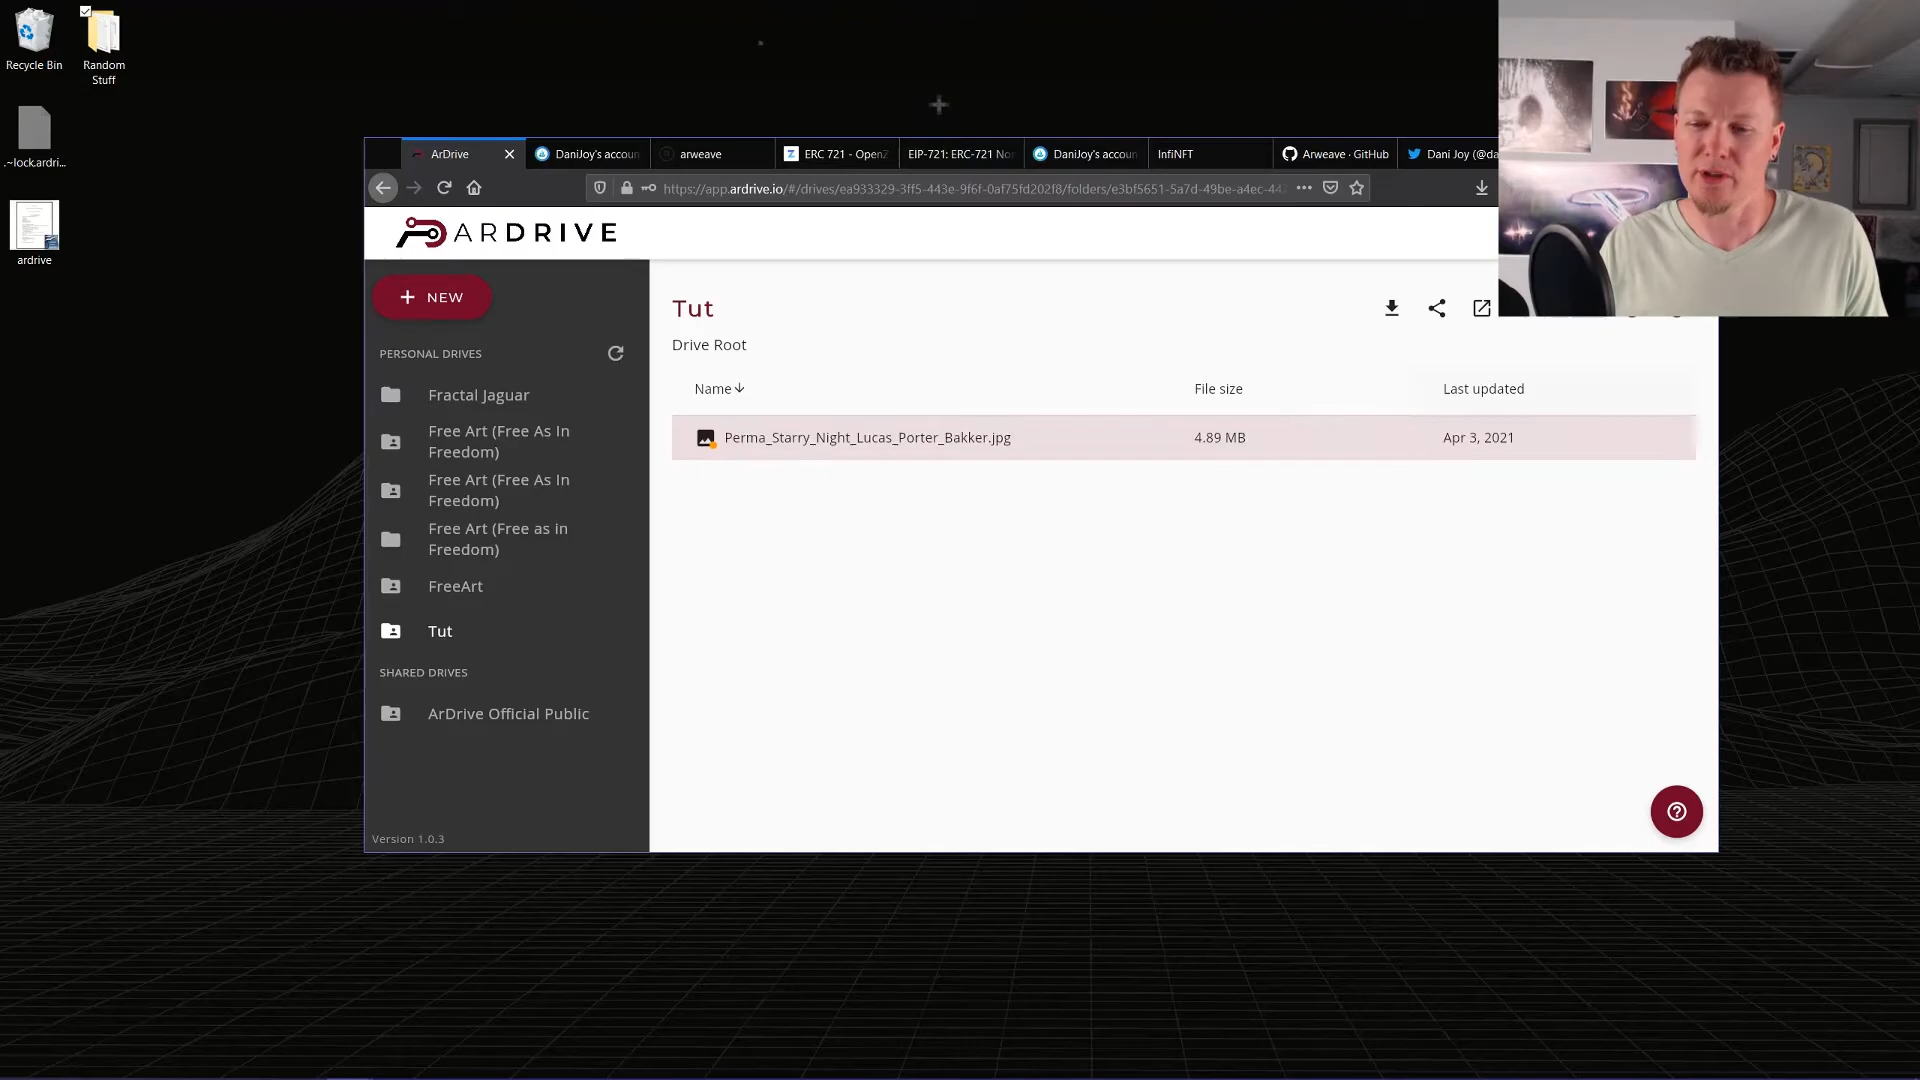 Recycle Bin
Random
Stuff
.~lock.ardri...
ardrive
ArDrive
DaniJoy's accoun
arweave
ERC 721 - OpenZ
EIP-721: ERC-721 No
DaniJoy's accoun
InfiNFT
Arweave · GitHub
Dani Joy (@da
https://app.ardrive.io/#/drives/ea933329-3ff5-443e-9f6f-0af75fd202f8/folders/e3bf5651-5a7d-49be-a4ec-44
ARDRIVE
NEW
PERSONAL DRIVES
Fractal Jaguar
Free Art (Free As In
Freedom)
Free Art (Free As In
Freedom)
Free Art (Free as in
Freedom)
FreeArt
Tut
SHARED DRIVES
ArDrive Official Public
Version 1.0.3
Tut
Drive Root
Name
File size
Last updated
Perma_Starry_Night_Lucas_Porter_Bakker.jpg
4.89 MB
Apr 3, 2021